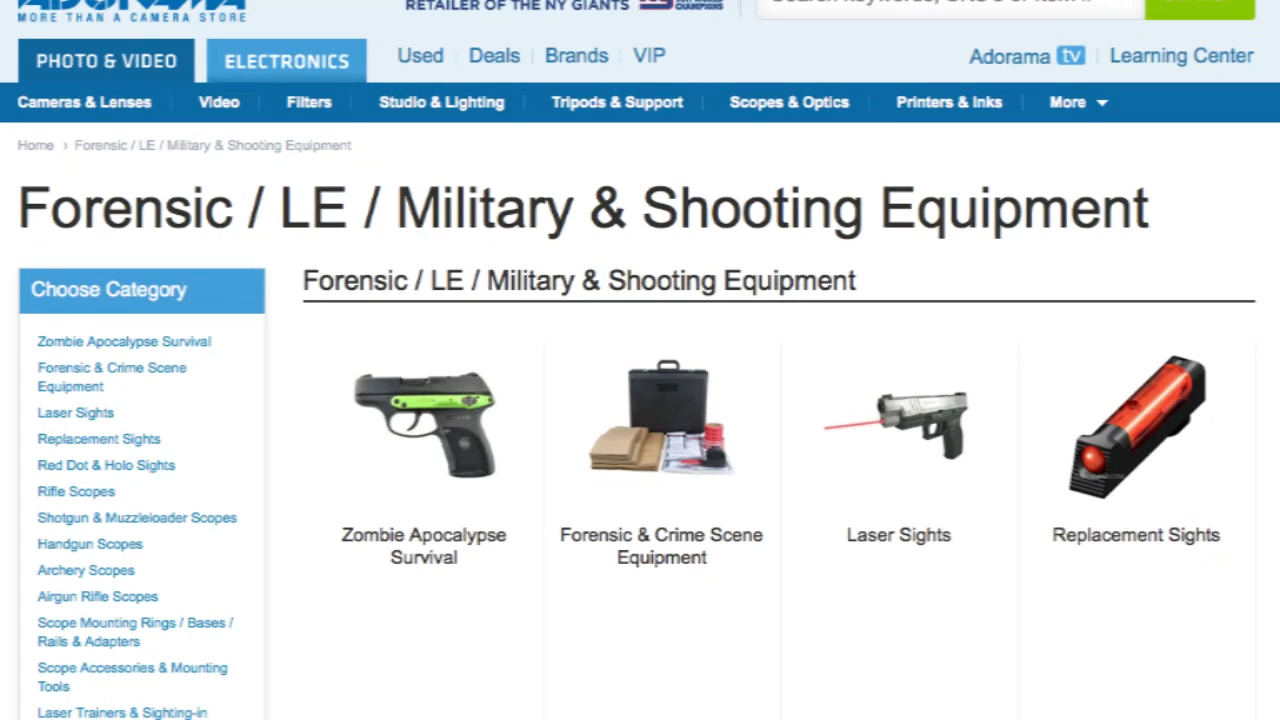 ADORAMA
MORE THAN A CAMERA STORE
RETAILER OF THE NY GIANTS
CHAMPIONS
PHOTO & VIDEO
ELECTRONICS
Used
Deals
Brands
VIP
Adorama tv
Learning Center
Cameras & Lenses
Video
Filters
Studio & Lighting
Tripods & Support
Scopes & Optics
Printers & Inks
More
Home › Forensic / LE / Military & Shooting Equipment
Forensic / LE / Military & Shooting Equipment
Choose Category
Zombie Apocalypse Survival
Forensic & Crime Scene
Equipment
Laser Sights
Replacement Sights
Red Dot & Holo Sights
Rifle Scopes
Shotgun & Muzzleloader Scopes
Handgun Scopes
Archery Scopes
Airgun Rifle Scopes
Scope Mounting Rings / Bases /
Rails & Adapters
Scope Accessories & Mounting
Tools
Laser Trainers & Sighting-in
Forensic / LE / Military & Shooting Equipment
Zombie Apocalypse
Survival
Forensic & Crime Scene
Equipment
Laser Sights
Replacement Sights